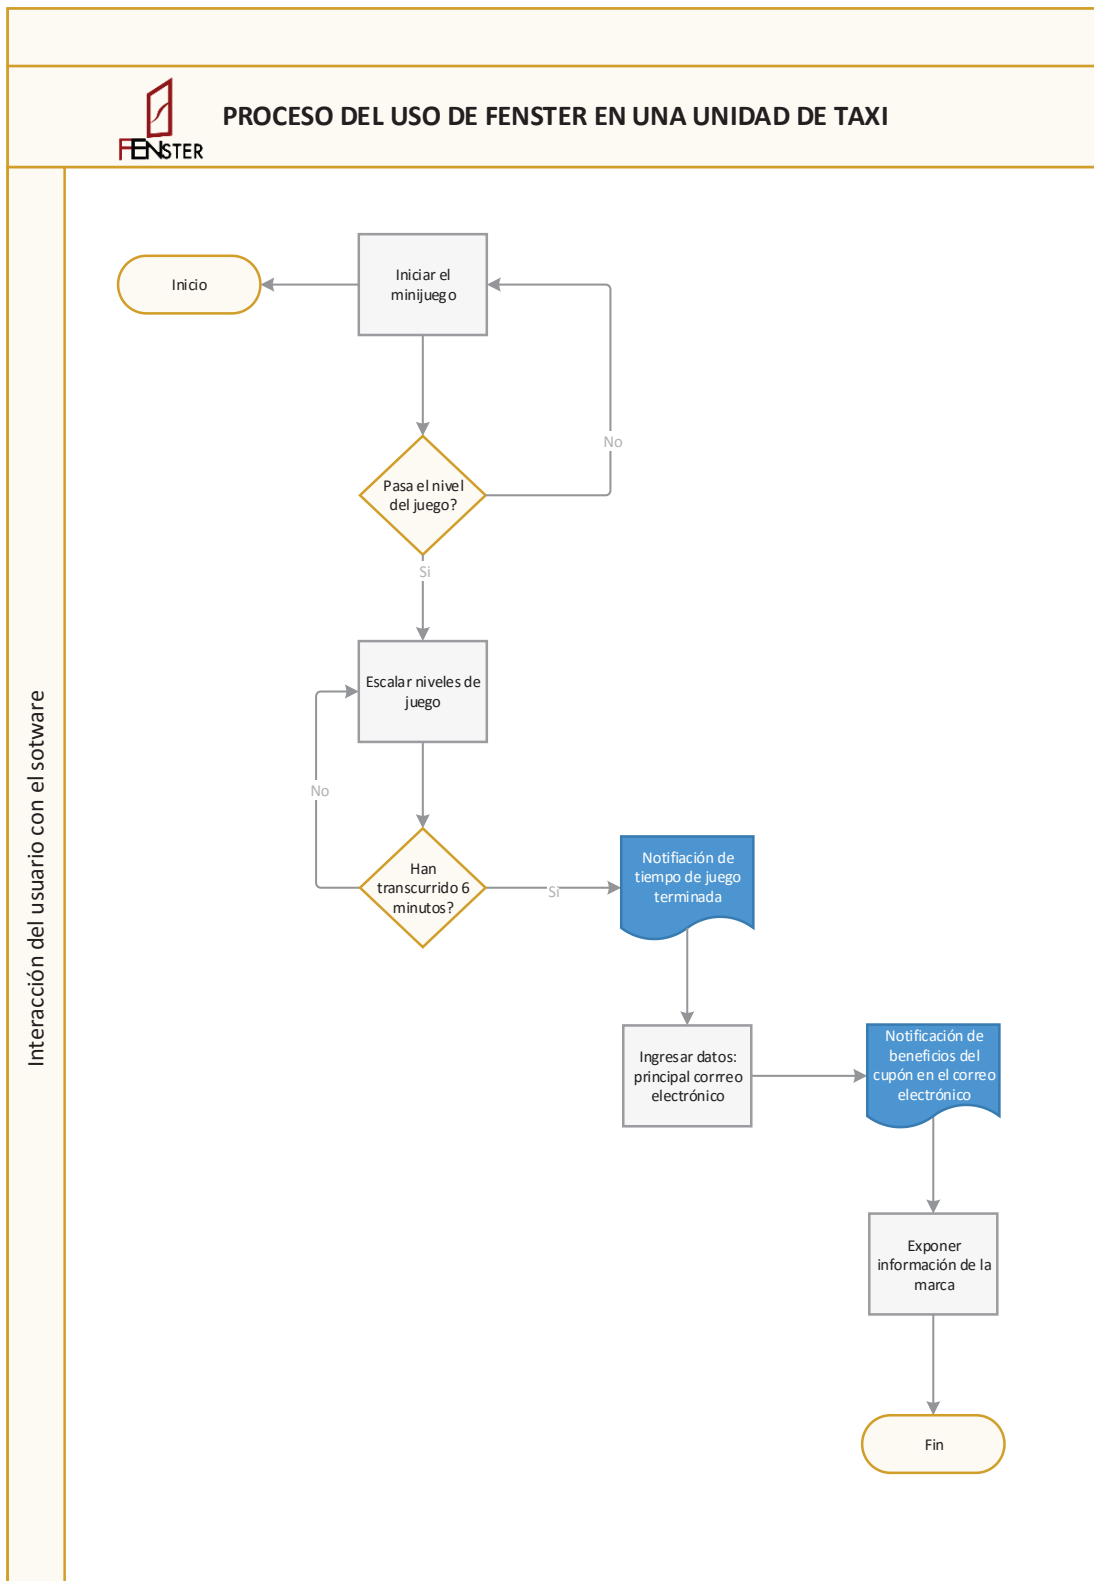 FENSTER
PROCESO DEL USO DE FENSTER EN UNA UNIDAD DE TAXI
Interacción del usuario con el sotware
Inicio
Iniciar el
minijuego
No
Pasa el nivel
del juego?
Si
Escalar niveles de
juego
No
Han
transcurrido 6
minutos?
Si
Notifiación de
tiempo de juego
terminada
Ingresar datos:
principal corrreo
electrónico
Notificación de
beneficios del
cupón en el correo
electrónico
Exponer
información de la
marca
Fin